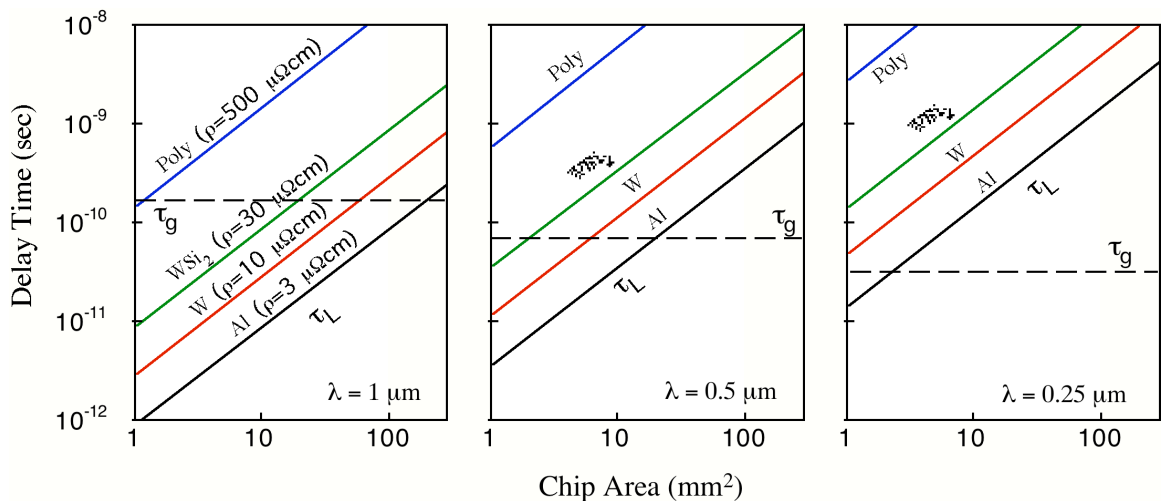 Delay Time (sec)
10⁻⁸
10⁻⁹
10⁻¹⁰
10⁻¹¹
10⁻¹²
Poly (ρ=500 μΩcm)
τg
WSi₂ (ρ=30 μΩcm)
W (ρ=10 μΩcm)
Al (ρ=3 μΩcm)
τL
λ = 1 μm
1 10 100
Poly
W
Al
τg
τL
λ = 0.5 μm
1 10 100
Poly
W
Al
τL
τg
λ = 0.25 μm
1 10 100
Chip Area (mm²)